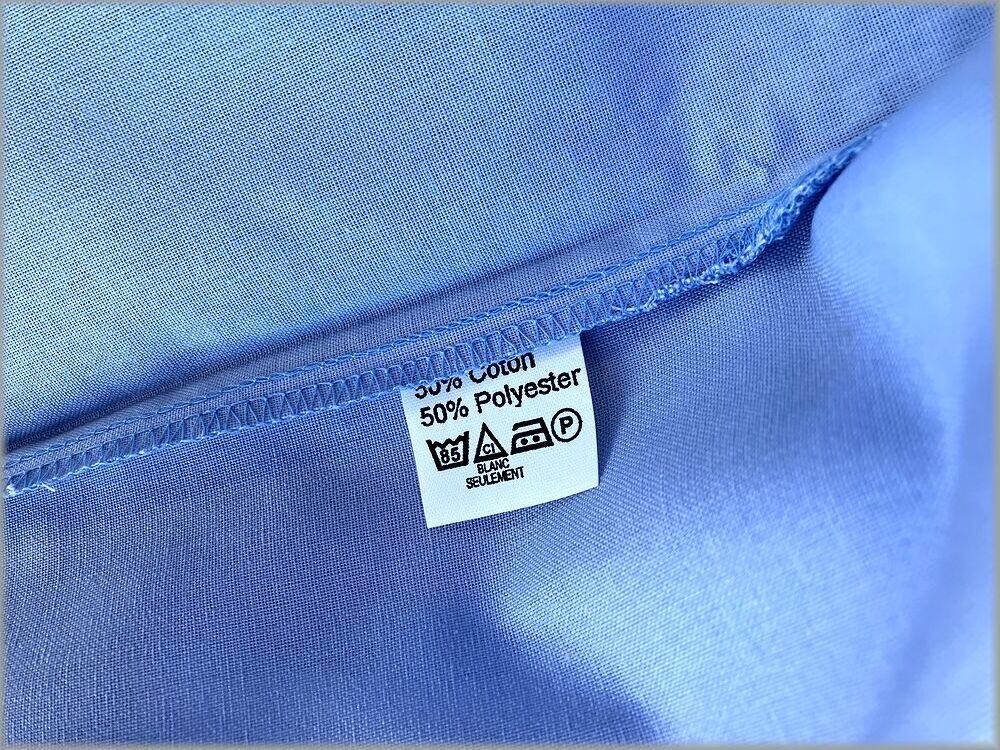 50% Coton
50% Polyester
85 Cl P
BLANC
SEULEMENT